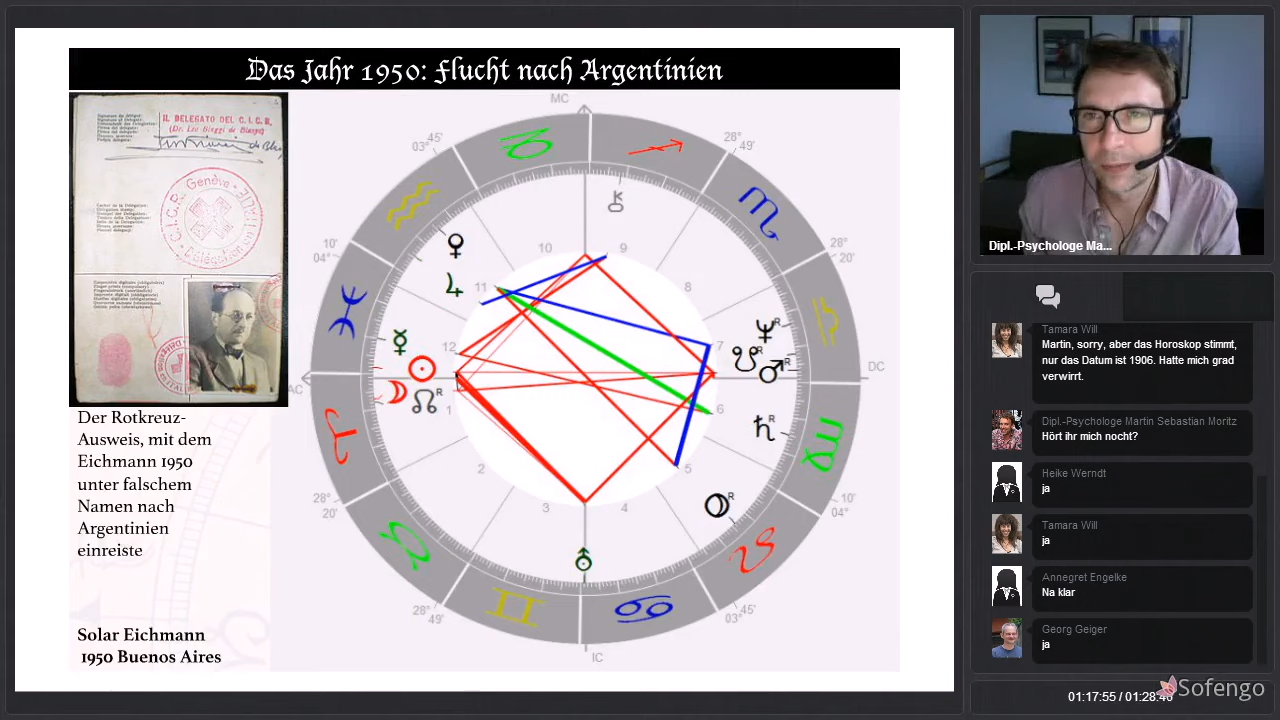 Das Jahr 1950: Flucht nach Argentinien
IL DELEGATO DEL C.I.C.R.
C.I.C.R. Genève
Délégation
Der Rotkreuz-
Ausweis, mit dem
Eichmann 1950
unter falschem
Namen nach
Argentinien
einreiste
Solar Eichmann
1950 Buenos Aires
MC
03° 45'
28° 49'
10' 04°
28° 20'
AC
DC
10
9
11
8
12
7
1
6
2
5
3
4
R
R
R
R
R
R
28° 20'
10' 04°
28° 49'
03° 45'
IC
Dipl.-Psychologe Ma...
Tamara Will
Martin, sorry, aber das Horoskop stimmt,
nur das Datum ist 1906. Hatte mich grad
verwirrt.
Dipl.-Psychologe Martin Sebastian Moritz
Hört ihr mich nocht?
Heike Werndt
ja
Tamara Will
ja
Annegret Engelke
Na klar
Georg Geiger
ja
01:17:55 / 01:28:46
Sofengo